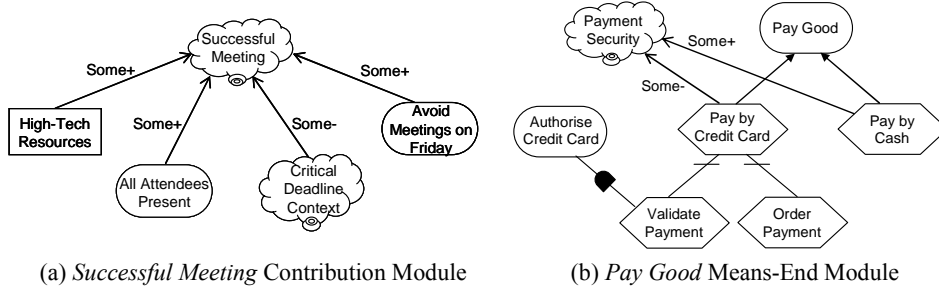 Successful
Meeting
Some+
High-Tech
Resources
Some+
All Attendees
Present
Some-
Critical
Deadline
Context
Some+
Avoid
Meetings on
Friday
(a) Successful Meeting Contribution Module
Payment
Security
Pay Good
Some+
Some-
Authorise
Credit Card
Pay by
Credit Card
Pay by
Cash
Validate
Payment
Order
Payment
(b) Pay Good Means-End Module